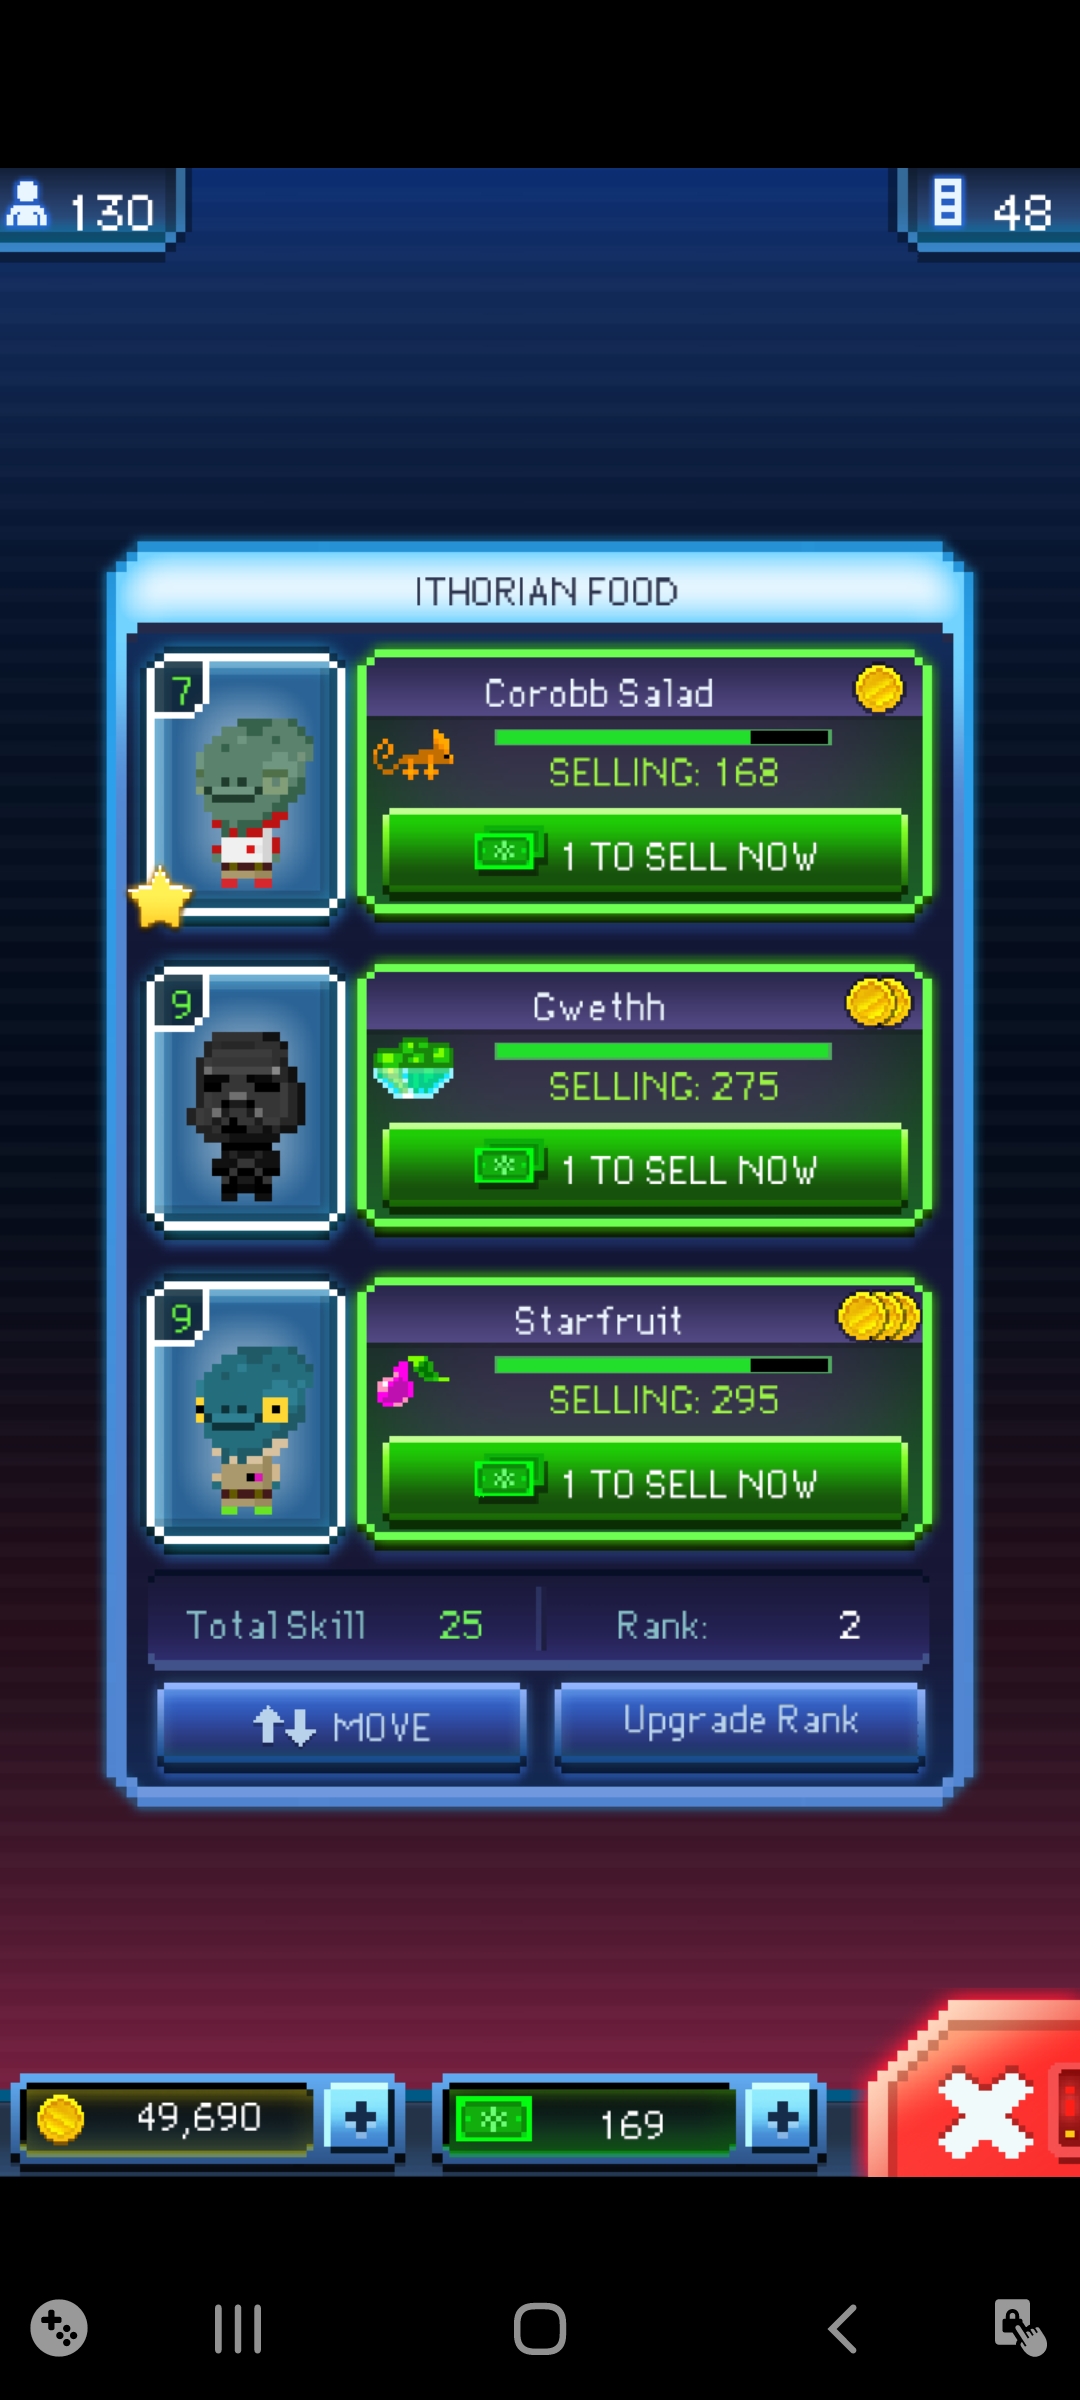 130
48
ITHORIAN FOOD
7
Corobb Salad
SELLING: 168
1 TO SELL NOW
9
Gwethh
SELLING: 275
1 TO SELL NOW
9
Starfruit
SELLING: 295
1 TO SELL NOW
Total Skill 25
Rank: 2
MOVE
Upgrade Rank
49,690
169